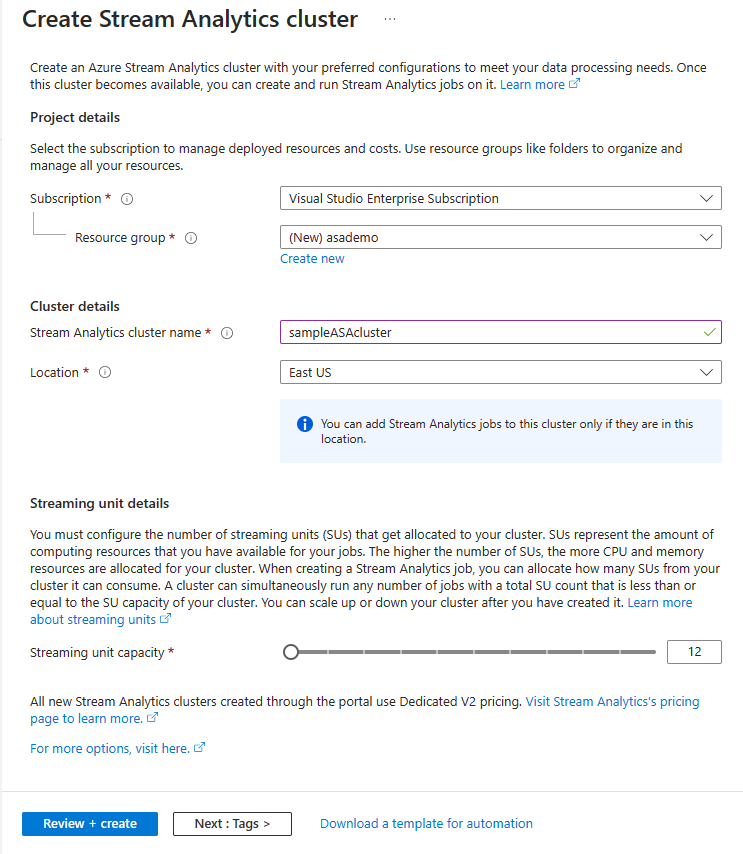 Create Stream Analytics cluster ...
Create an Azure Stream Analytics cluster with your preferred configurations to meet your data processing needs. Once
this cluster becomes available, you can create and run Stream Analytics jobs on it. Learn more
Project details
Select the subscription to manage deployed resources and costs. Use resource groups like folders to organize and
manage all your resources.
Subscription *
Visual Studio Enterprise Subscription
Resource group *
(New) asademo
Create new
Cluster details
Stream Analytics cluster name *
sampleASAcluster
Location *
East US
You can add Stream Analytics jobs to this cluster only if they are in this
location.
Streaming unit details
You must configure the number of streaming units (SUs) that get allocated to your cluster. SUs represent the amount of
computing resources that you have available for your jobs. The higher the number of SUs, the more CPU and memory
resources are allocated for your cluster. When creating a Stream Analytics job, you can allocate how many SUs from your
cluster it can consume. A cluster can simultaneously run any number of jobs with a total SU count that is less than or
equal to the SU capacity of your cluster. You can scale up or down your cluster after you have created it. Learn more
about streaming units
Streaming unit capacity *
12
All new Stream Analytics clusters created through the portal use Dedicated V2 pricing. Visit Stream Analytics's pricing
page to learn more.
For more options, visit here.
Review + create
Next : Tags >
Download a template for automation